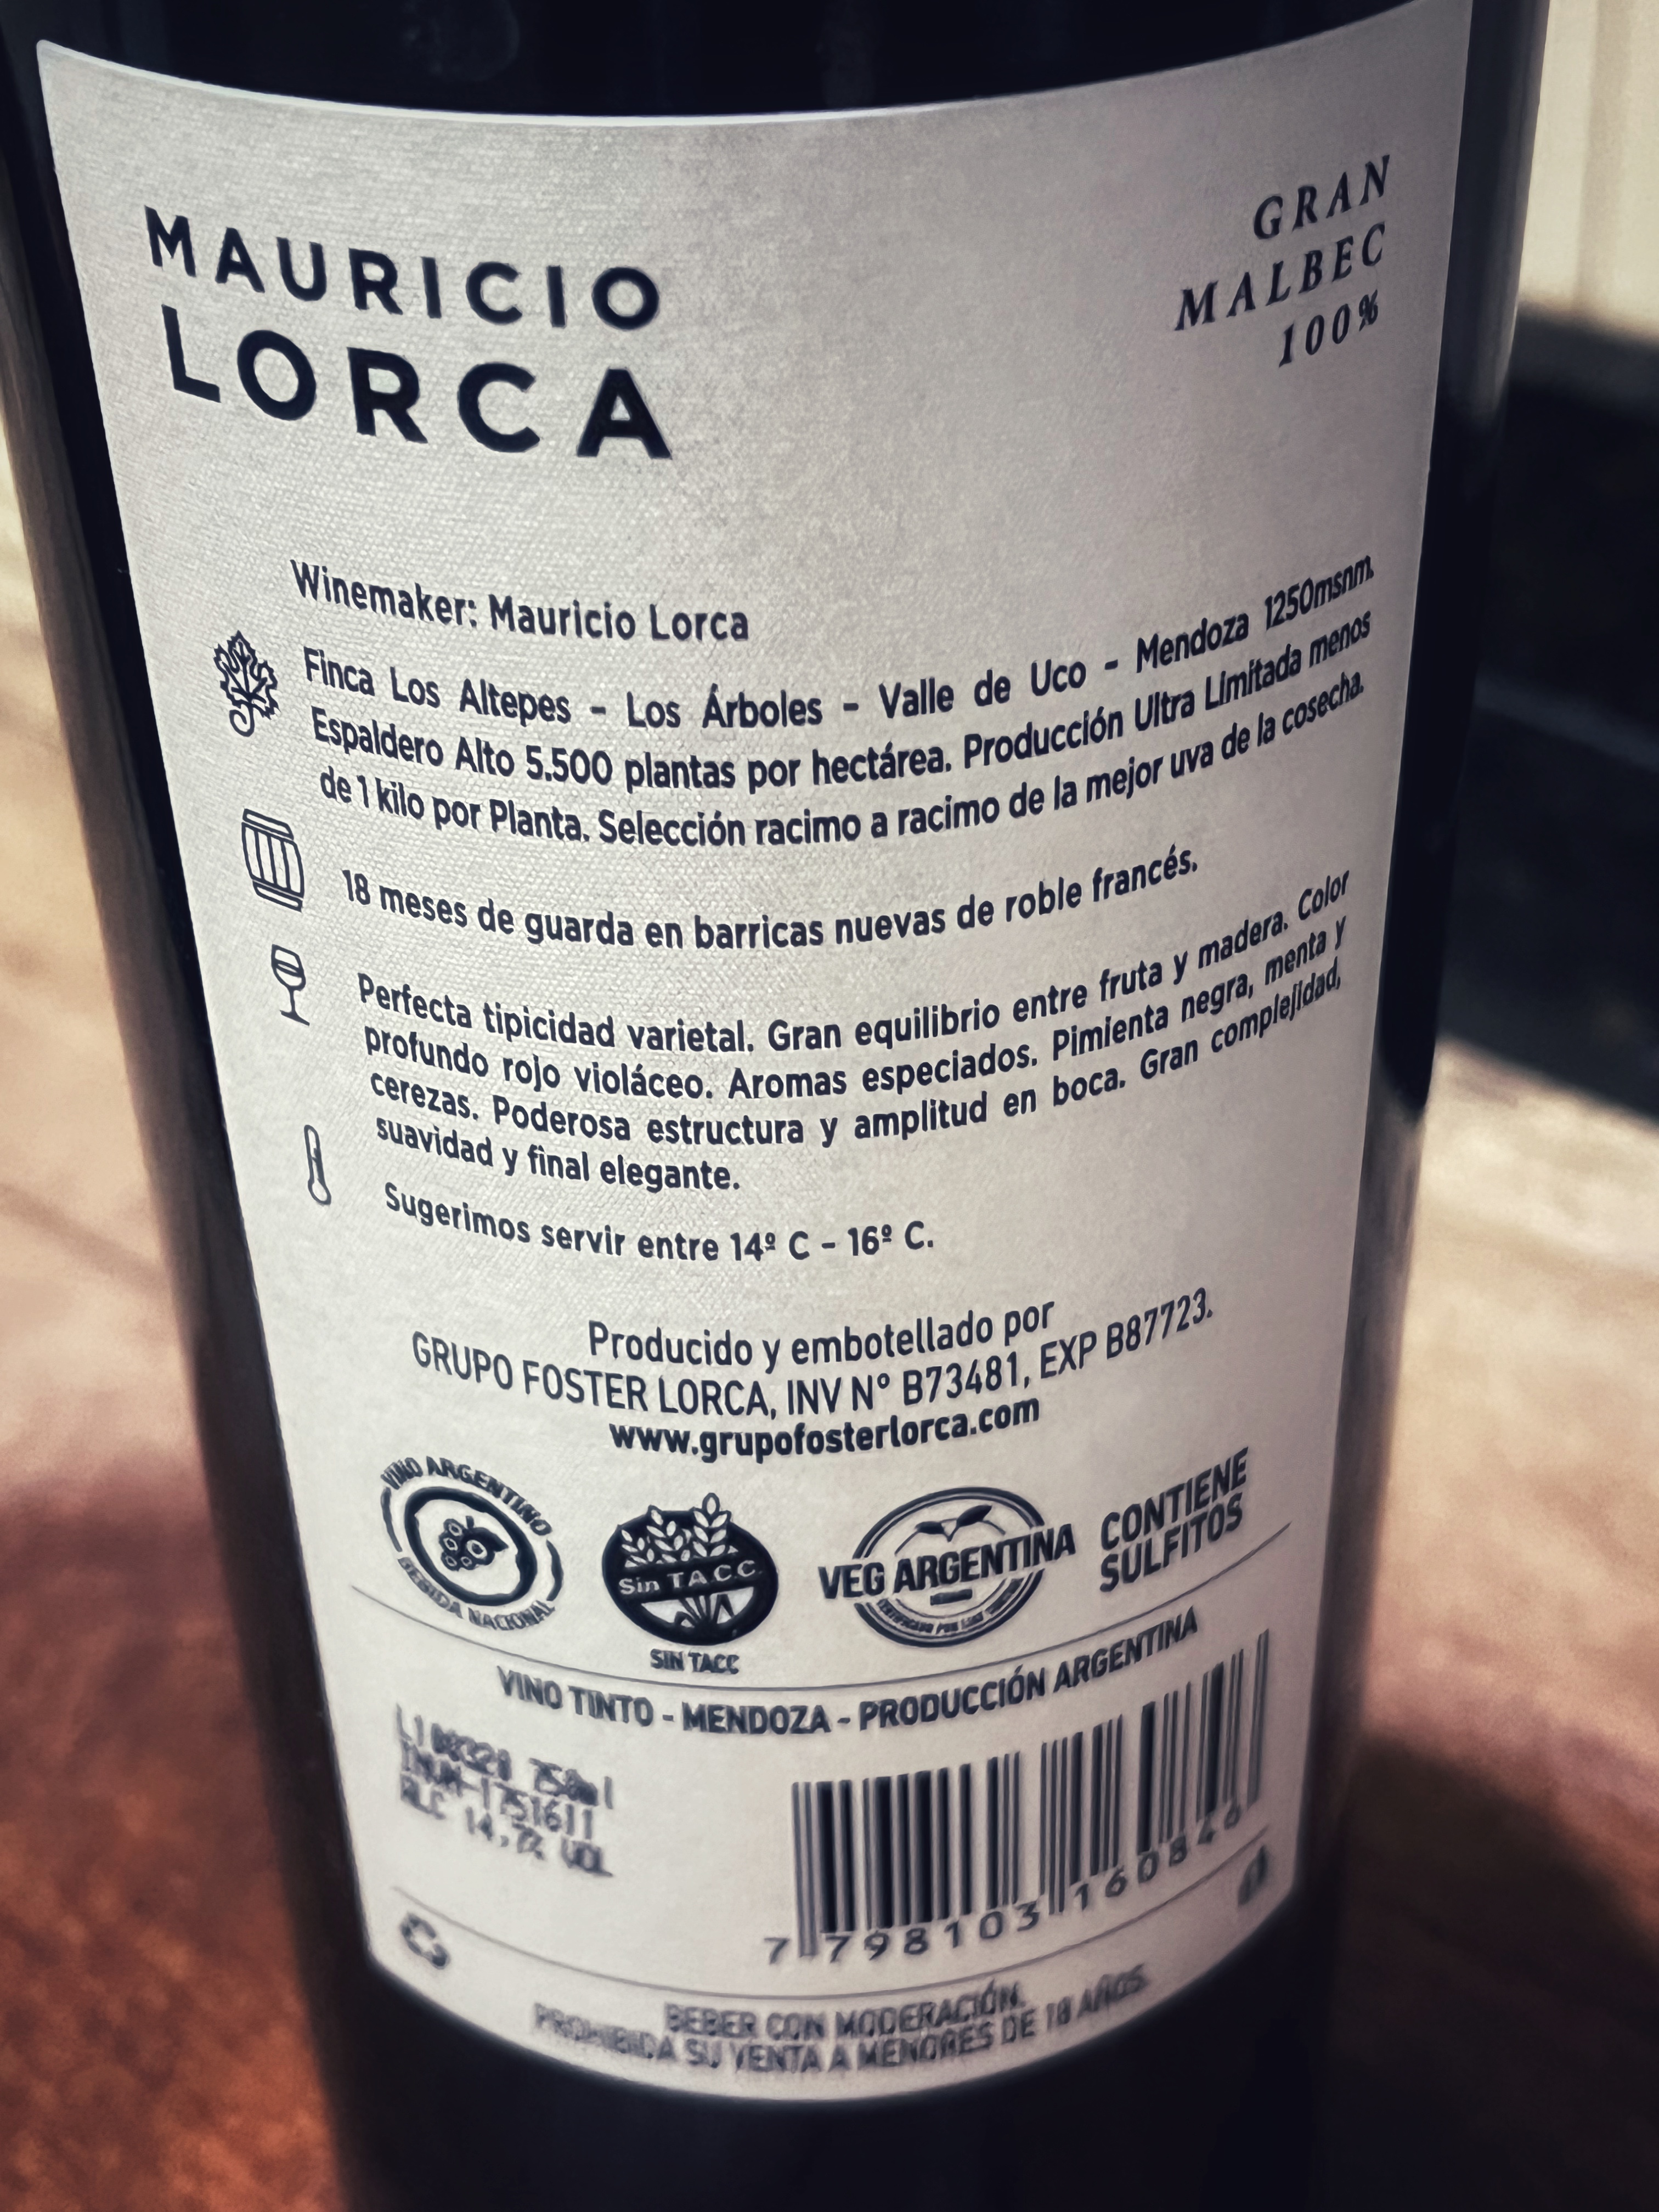 MAURICIO
LORCA
GRAN
MALBEC
100%
Winemaker: Mauricio Lorca
Finca Los Altepes - Los Árboles - Valle de Uco - Mendoza 1250msnm.
Espaldero Alto 5.500 plantas por hectárea. Producción Ultra Limitada menos
de 1 kilo por Planta. Selección racimo a racimo de la mejor uva de la cosecha.
18 meses de guarda en barricas nuevas de roble francés.
Perfecta tipicidad varietal. Gran equilibrio entre fruta y madera. Color
profundo rojo violáceo. Aromas especiados. Pimienta negra, menta y
cerezas. Poderosa estructura y amplitud en boca. Gran complejidad,
suavidad y final elegante.
Sugerimos servir entre 14º C - 16º C.
Producido y embotellado por
GRUPO FOSTER LORCA, INV N° B73481, EXP B87723.
www.grupofosterlorca.com
VINO ARGENTINO
BEBIDA NACIONAL
Sin T.A.C.C.
SIN TACC
VEG ARGENTINA
CONTIENE
SULFITOS
VINO TINTO - MENDOZA - PRODUCCIÓN ARGENTINA
750ml
ALC VOL
7 798103 160846
BEBER CON MODERACIÓN.
PROHIBIDA SU VENTA A MENORES DE 18 AÑOS.